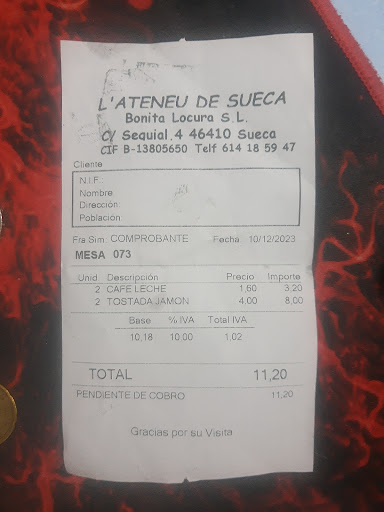 L'ATENEU DE SUECA
Bonita Locura S.L.
C/ Sequial,4 46410 Sueca
CIF B-13805650 Telf 614 18 59 47
Cliente
N.I.F.:
Nombre:
Dirección:
Población:
Fra.Sim. COMPROBANTE Fecha 10/12/2023
MESA 073
Unid. Descripción Precio Importe
2 CAFE LECHE 1,60 3,20
2 TOSTADA JAMON 4,00 8,00
Base % IVA Total IVA
10,18 10,00 1,02
TOTAL 11,20
PENDIENTE DE COBRO 11,20
Gracias por su Visita